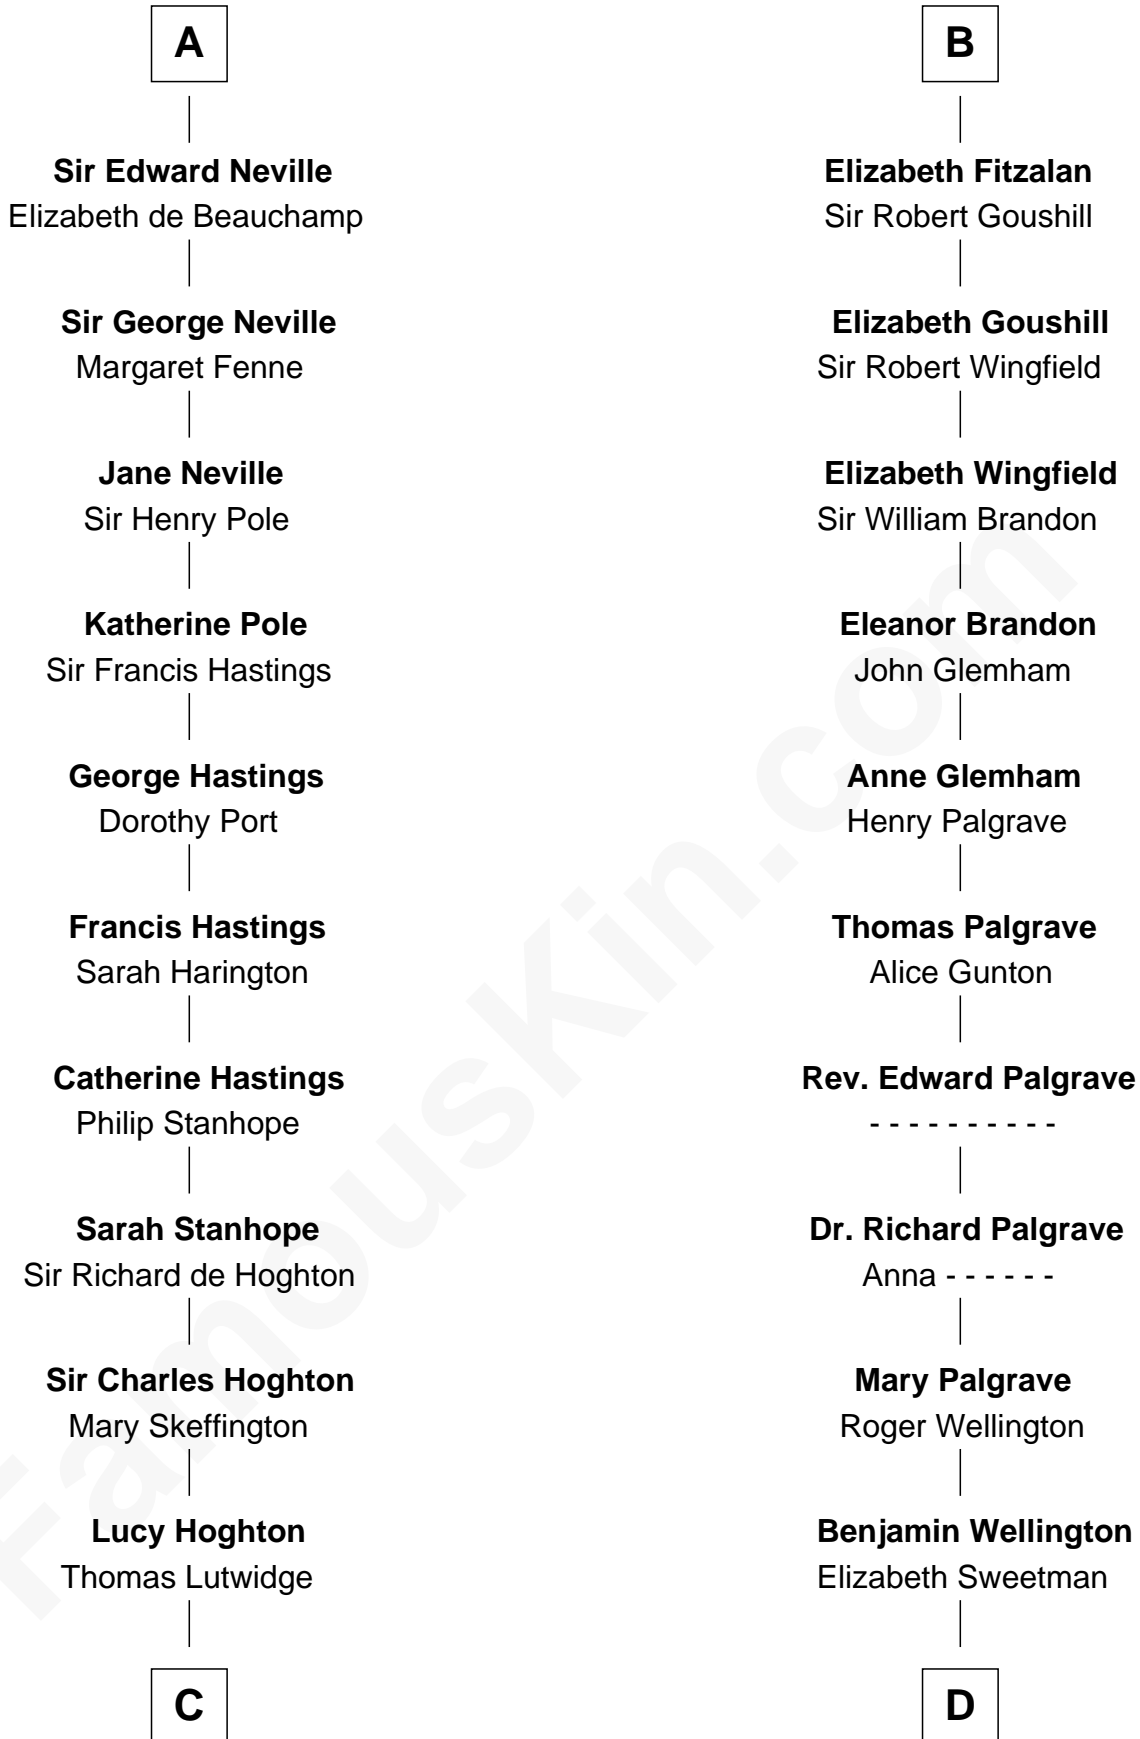 A
Sir Edward Neville
Elizabeth de Beauchamp
Sir George Neville
Margaret Fenne
Jane Neville
Sir Henry Pole
Katherine Pole
Sir Francis Hastings
George Hastings
Dorothy Port
Francis Hastings
Sarah Harington
Catherine Hastings
Philip Stanhope
Sarah Stanhope
Sir Richard de Hoghton
Sir Charles Hoghton
Mary Skeffington
Lucy Hoghton
Thomas Lutwidge
C
B
Elizabeth Fitzalan
Sir Robert Goushill
Elizabeth Goushill
Sir Robert Wingfield
Elizabeth Wingfield
Sir William Brandon
Eleanor Brandon
John Glemham
Anne Glemham
Henry Palgrave
Thomas Palgrave
Alice Gunton
Rev. Edward Palgrave
- - - - - - - - - -
Dr. Richard Palgrave
Anna - - - - - -
Mary Palgrave
Roger Wellington
Benjamin Wellington
Elizabeth Sweetman
D
FamousKin.com